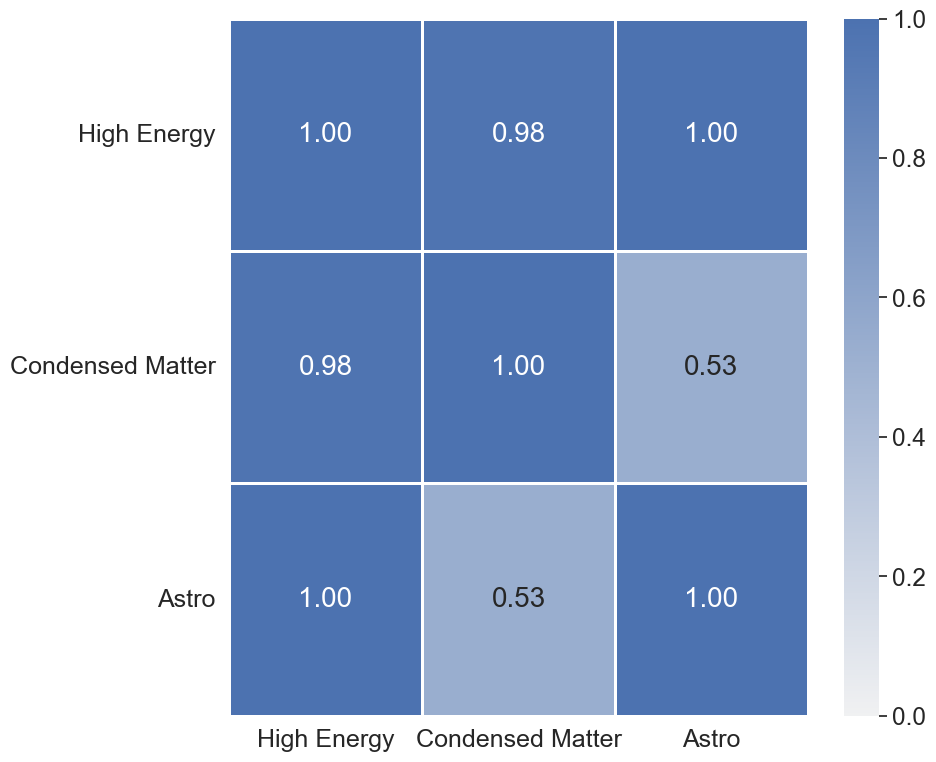 1.0
High Energy 1.00 0.98 1.00
0.8
0.6
Condensed Matter 0.98 1.00 0.53
0.4
Astro 1.00 0.53 1.00
0.2
0.0
High Energy Condensed Matter Astro